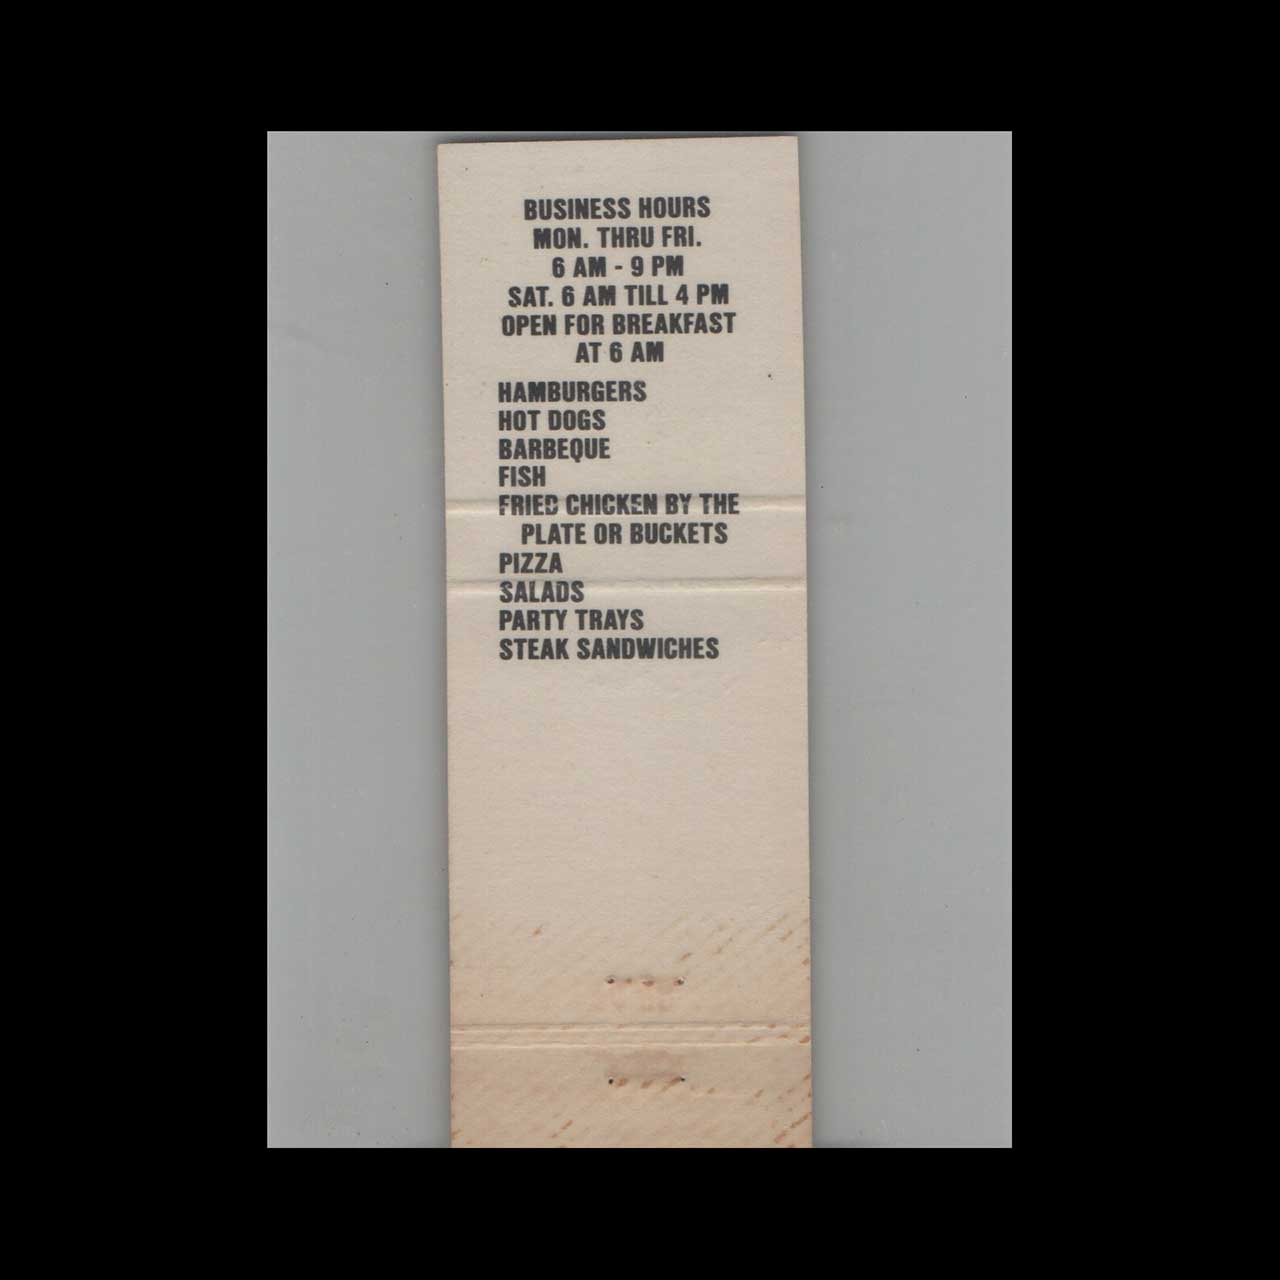 BUSINESS HOURS
MON. THRU FRI.
6 AM - 9 PM
SAT. 6 AM TILL 4 PM
OPEN FOR BREAKFAST
AT 6 AM
HAMBURGERS
HOT DOGS
BARBEQUE
FISH
FRIED CHICKEN BY THE
PLATE OR BUCKETS
PIZZA
SALADS
PARTY TRAYS
STEAK SANDWICHES